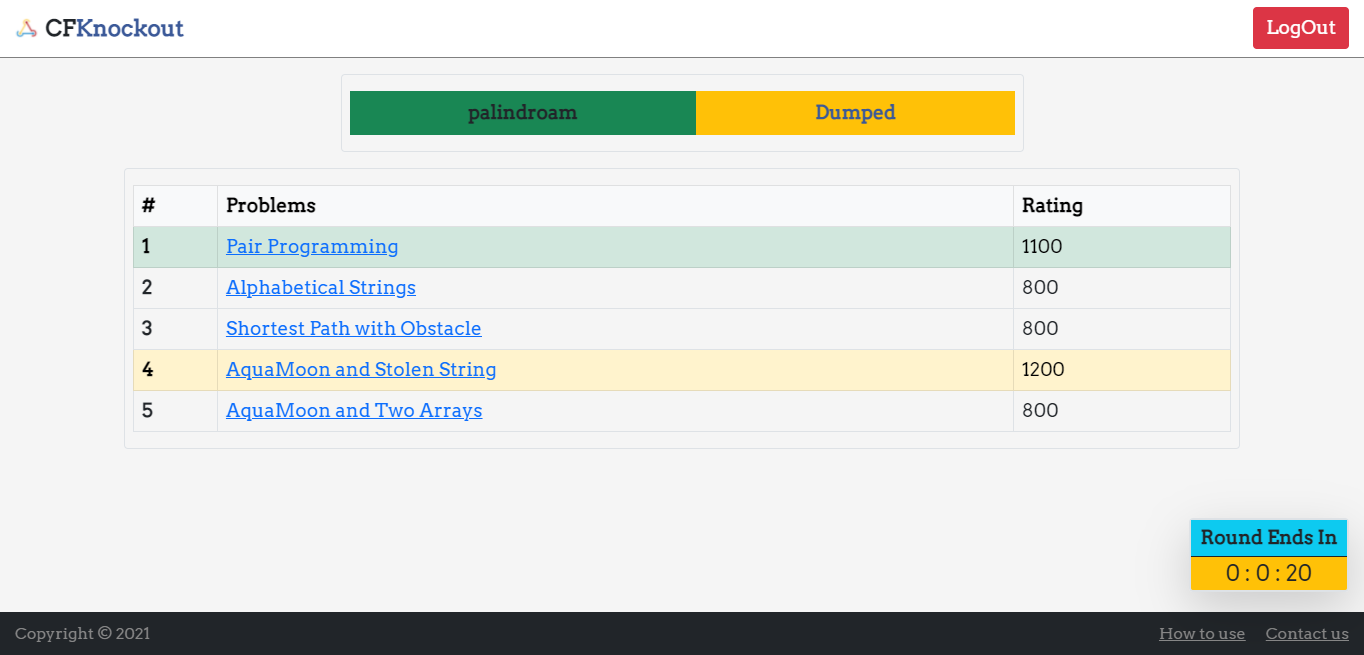 CFKnockout
LogOut
palindroam Dumped
# Problems Rating
1 Pair Programming 1100
2 Alphabetical Strings 800
3 Shortest Path with Obstacle 800
4 AquaMoon and Stolen String 1200
5 AquaMoon and Two Arrays 800
Round Ends In
0 : 0 : 20
Copyright © 2021 How to use Contact us